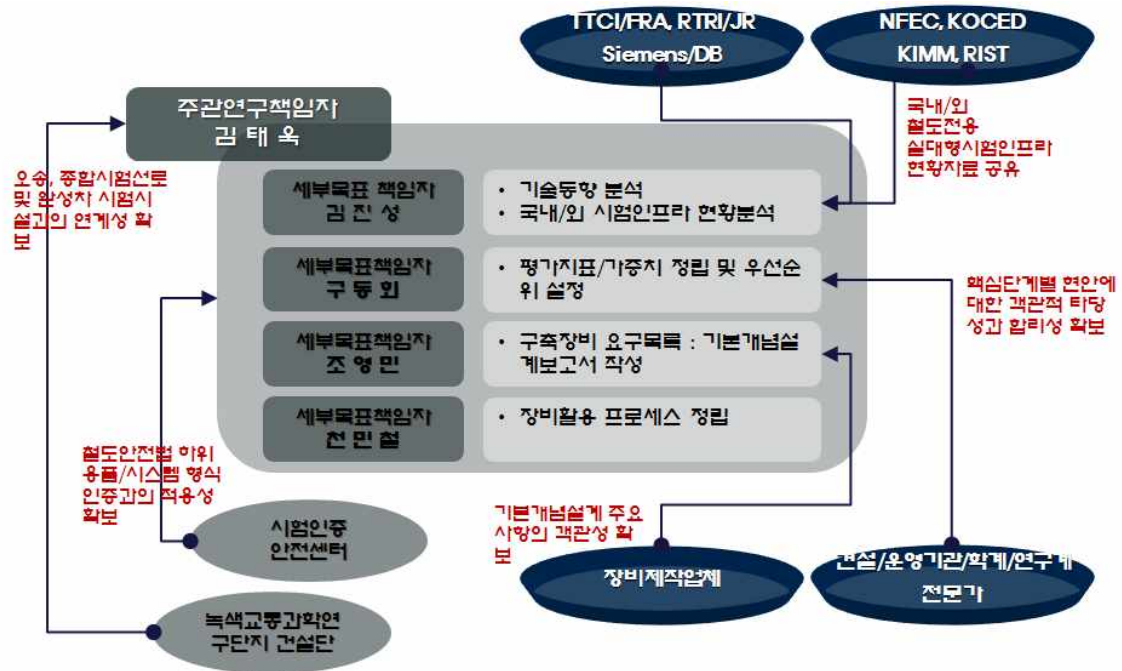 TTCI/FRA, RTRI/JR
Siemens/DB
NFEC, KOCED
KIMM, RIST
주관연구책임자
김 태 욱
국내/외
철도전용
실대형시험인프라
현황자료 공유
오송, 종합시험선로
및 완성차 시험시
설과의 연계성 확
보
세부목표 책임자
김 진 성
• 기술동향 분석
• 국내/외 시험인프라 현황분석
세부목표책임자
구 동 회
• 평가지표/가중치 정립 및 우선순
위 설정
핵심단계별 현안에
대한 객관적 타당
성과 합리성 확보
세부목표책임자
조 영 민
• 구축장비 요구목록 : 기본개념설
계보고서 작성
세부목표책임자
천 민 철
• 장비활용 프로세스 정립
철도안전법 하위
용품/시스템 형식
인증과의 적용성
확보
기본개념설계 주요
사항의 객관성 확
보
시험인증
안전센터
장비제작업체
건설/운영기관/학계/연구계
전문가
녹색교통과학연
구단지 건설단